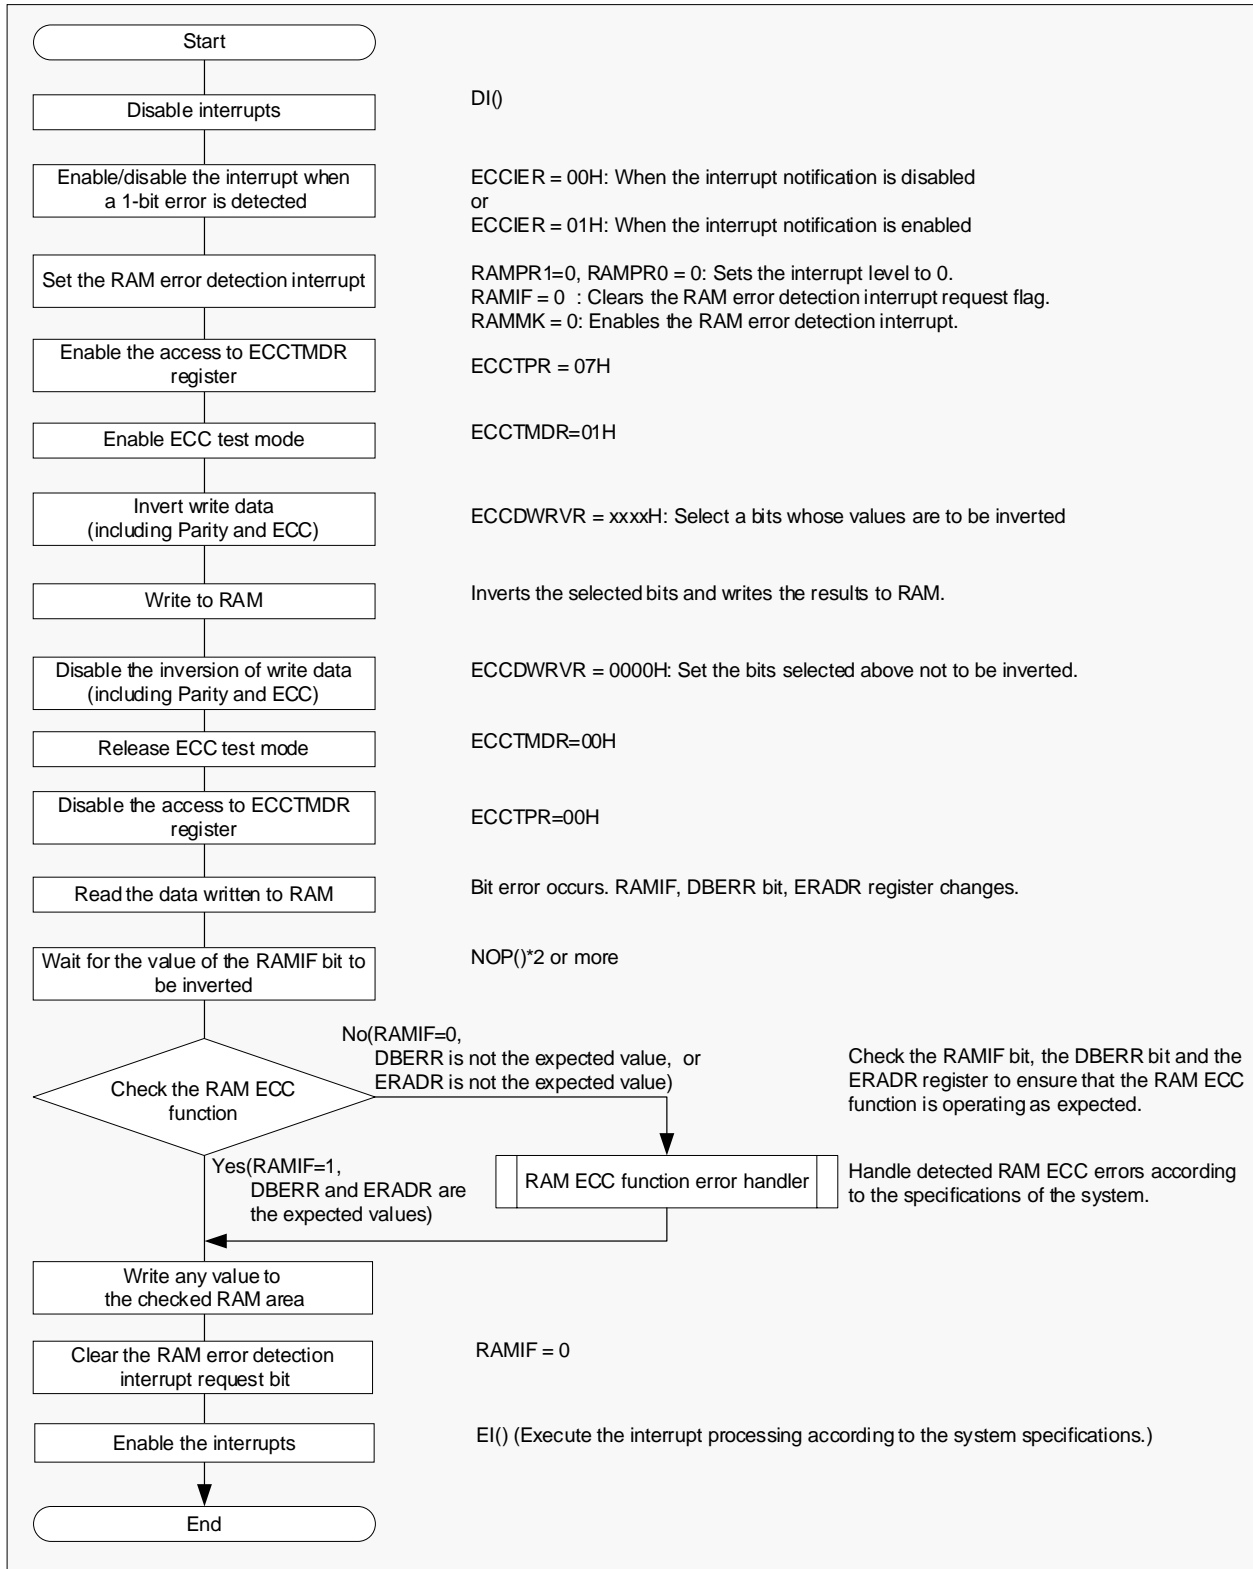 Start
Disable interrupts
DI()
Enable/disable the interrupt when
a 1-bit error is detected
ECCIER = 00H: When the interrupt notification is disabled
or
ECCIER = 01H: When the interrupt notification is enabled
Set the RAM error detection interrupt
RAMPR1=0, RAMPR0 = 0: Sets the interrupt level to 0.
RAMIF = 0 : Clears the RAM error detection interrupt request flag.
RAMMK = 0: Enables the RAM error detection interrupt.
Enable the access to ECCTMDR
register
ECCTPR = 07H
Enable ECC test mode
ECCTMDR=01H
Invert write data
(including Parity and ECC)
ECCDWRVR = xxxxH: Select a bits whose values are to be inverted
Write to RAM
Inverts the selected bits and writes the results to RAM.
Disable the inversion of write data
(including Parity and ECC)
ECCDWRVR = 0000H: Set the bits selected above not to be inverted.
Release ECC test mode
ECCTMDR=00H
Disable the access to ECCTMDR
register
ECCTPR=00H
Read the data written to RAM
Bit error occurs. RAMIF, DBERR bit, ERADR register changes.
Wait for the value of the RAMIF bit to
be inverted
NOP()*2 or more
Check the RAM ECC
function
No(RAMIF=0,
DBERR is not the expected value, or
ERADR is not the expected value)
Check the RAMIF bit, the DBERR bit and the
ERADR register to ensure that the RAM ECC
function is operating as expected.
Yes(RAMIF=1,
DBERR and ERADR are
the expected values)
RAM ECC function error handler
Handle detected RAM ECC errors according
to the specifications of the system.
Write any value to
the checked RAM area
Clear the RAM error detection
interrupt request bit
RAMIF = 0
Enable the interrupts
EI() (Execute the interrupt processing according to the system specifications.)
End